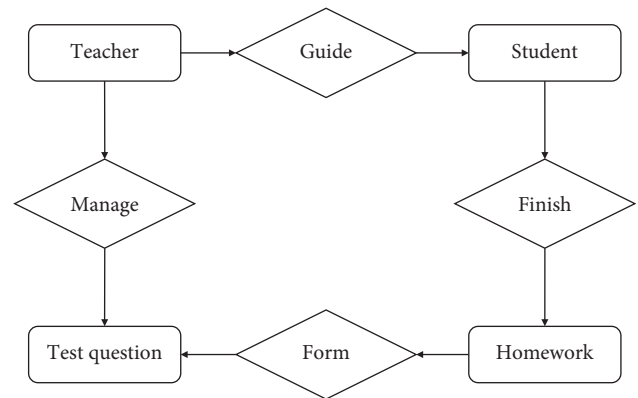 Teacher
Guide
Student
Manage
Finish
Test question
Form
Homework